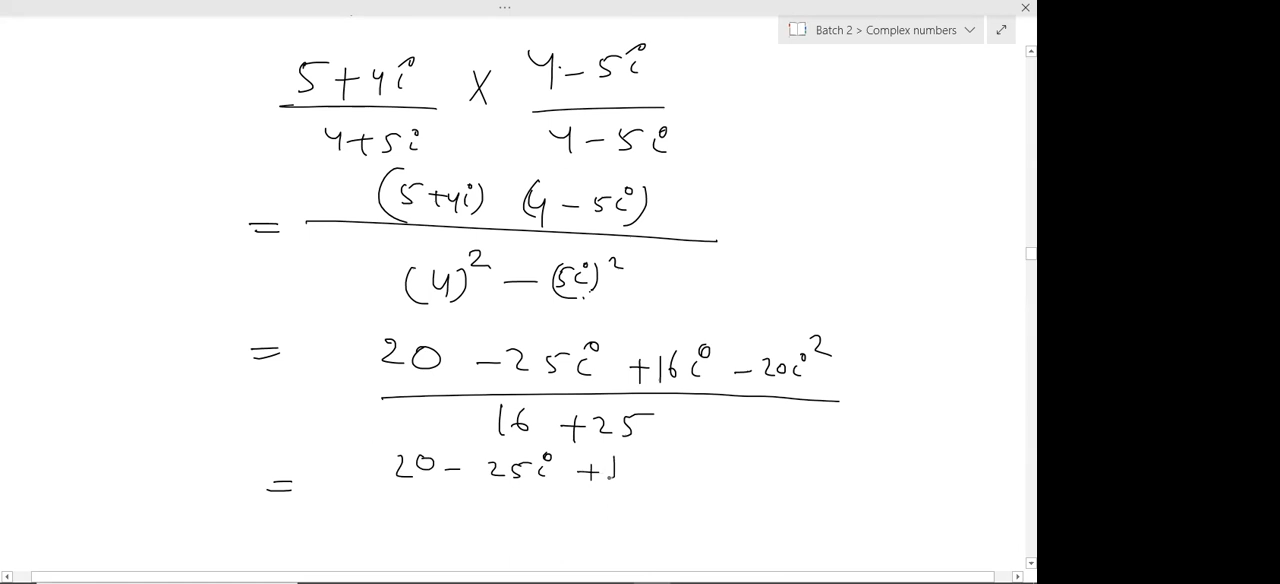 Batch 2 > Complex numbers
5+4i / 4+5i × 4-5i / 4-5i
= (5+4i) (4-5i) / (4)² - (5i)²
= 20 - 25i + 16i - 20i² / 16 + 25
= 20 - 25i + 1